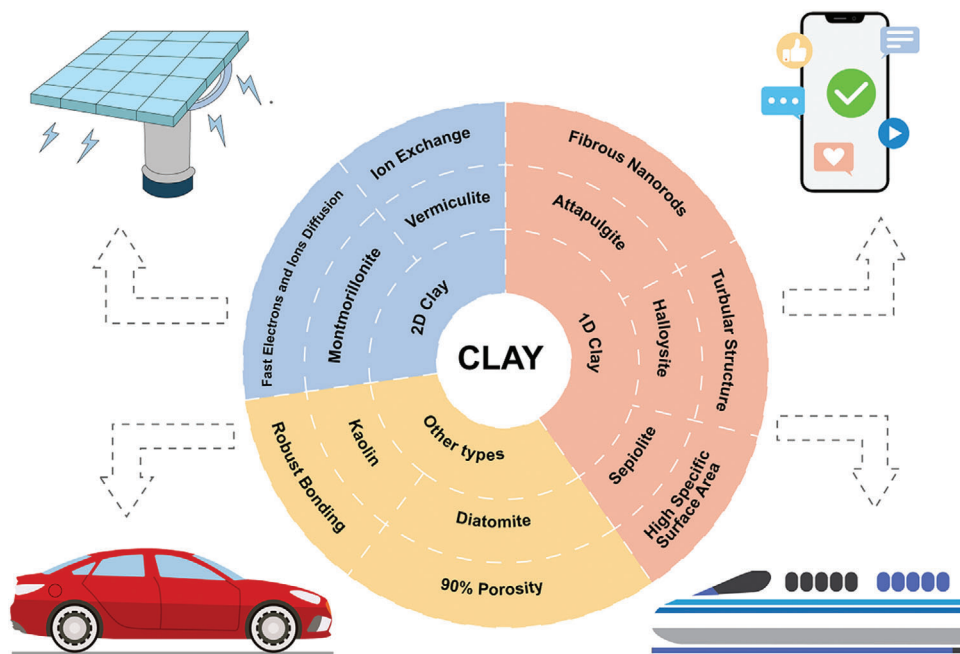 CLAY
2D Clay
Vermiculite
Ion Exchange
Montmorillonite
Fast Electrons and Ions Diffusion
1D Clay
Attapulgite
Fibrous Nanorods
Halloysite
Turbular Structure
Sepiolite
High Specific
Surface Area
Other types
Kaolin
Robust Bonding
Diatomite
90% Porosity